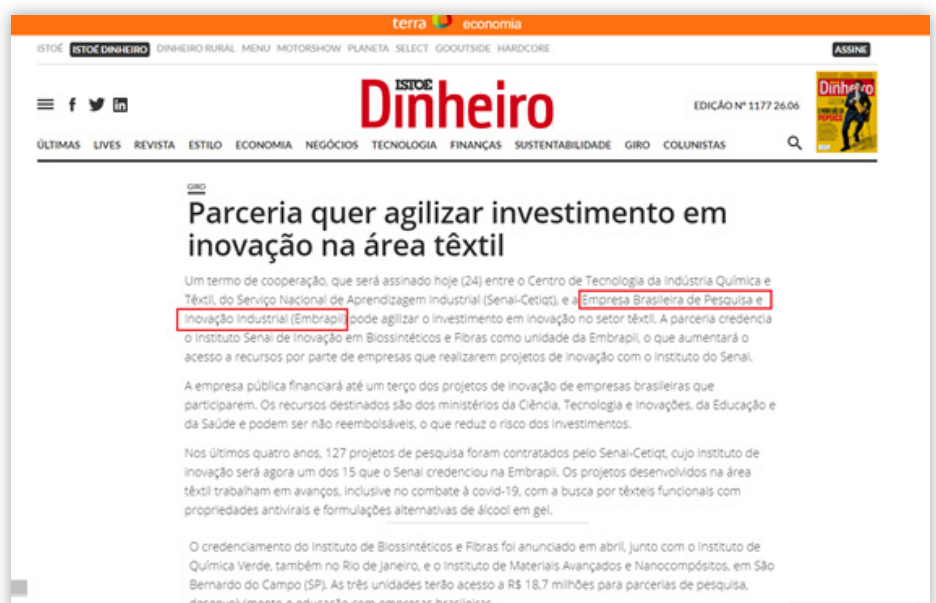 terra economia
ISTOÉ ISTOÉ DINHEIRO DINHEIRO RURAL MENU MOTORSHOW PLANETA SELECT GOOUTSIDE HARDCORE ASSINE
ISTOÉ
Dinheiro
EDIÇÃO Nº 1177 26.06
Dinheiro
ÚLTIMAS LIVES REVISTA ESTILO ECONOMIA NEGÓCIOS TECNOLOGIA FINANÇAS SUSTENTABILIDADE GIRO COLUNISTAS
GIRO
Parceria quer agilizar investimento em
inovação na área têxtil
Um termo de cooperação, que será assinado hoje (24) entre o Centro de Tecnologia da Indústria Química e
Têxtil, do Serviço Nacional de Aprendizagem Industrial (Senai-Cetiqt), e a Empresa Brasileira de Pesquisa e
Inovação Industrial (Embrapii) pode agilizar o investimento em inovação no setor têxtil. A parceria credencia
o Instituto Senai de Inovação em Biossintéticos e Fibras como unidade da Embrapii, o que aumentará o
acesso a recursos por parte de empresas que realizarem projetos de inovação com o instituto do Senai.
A empresa pública financiará até um terço dos projetos de inovação de empresas brasileiras que
participarem. Os recursos destinados são dos ministérios da Ciência, Tecnologia e Inovações, da Educação e
da Saúde e podem ser não reembolsáveis, o que reduz o risco dos investimentos.
Nos últimos quatro anos, 127 projetos de pesquisa foram contratados pelo Senai-Cetiqt, cujo instituto de
inovação será agora um dos 15 que o Senai credenciou na Embrapii. Os projetos desenvolvidos na área
têxtil trabalham em avanços, inclusive no combate à covid-19, com a busca por têxteis funcionais com
propriedades antivirais e formulações alternativas de álcool em gel.
O credenciamento do Instituto de Biossintéticos e Fibras foi anunciado em abril, junto com o Instituto de
Química Verde, também no Rio de Janeiro, e o Instituto de Materiais Avançados e Nanocompósitos, em São
Bernardo do Campo (SP). As três unidades terão acesso a R$ 18,7 milhões para parcerias de pesquisa,
desenvolvimento e educação com empresas brasileiras